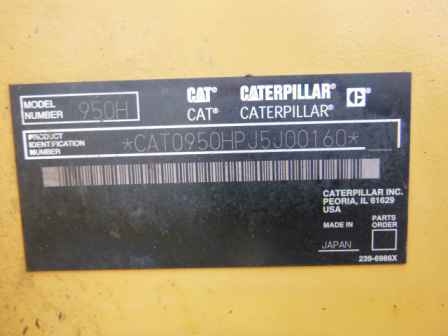 MODEL NUMBER 950H
CAT CATERPILLAR C
CAT CATERPILLAR
PRODUCT IDENTIFICATION NUMBER *CAT0950HPJ5J00160*
CATERPILLAR INC.
PEORIA, IL 61629
USA
MADE IN PARTS ORDER
JAPAN
239-6986X